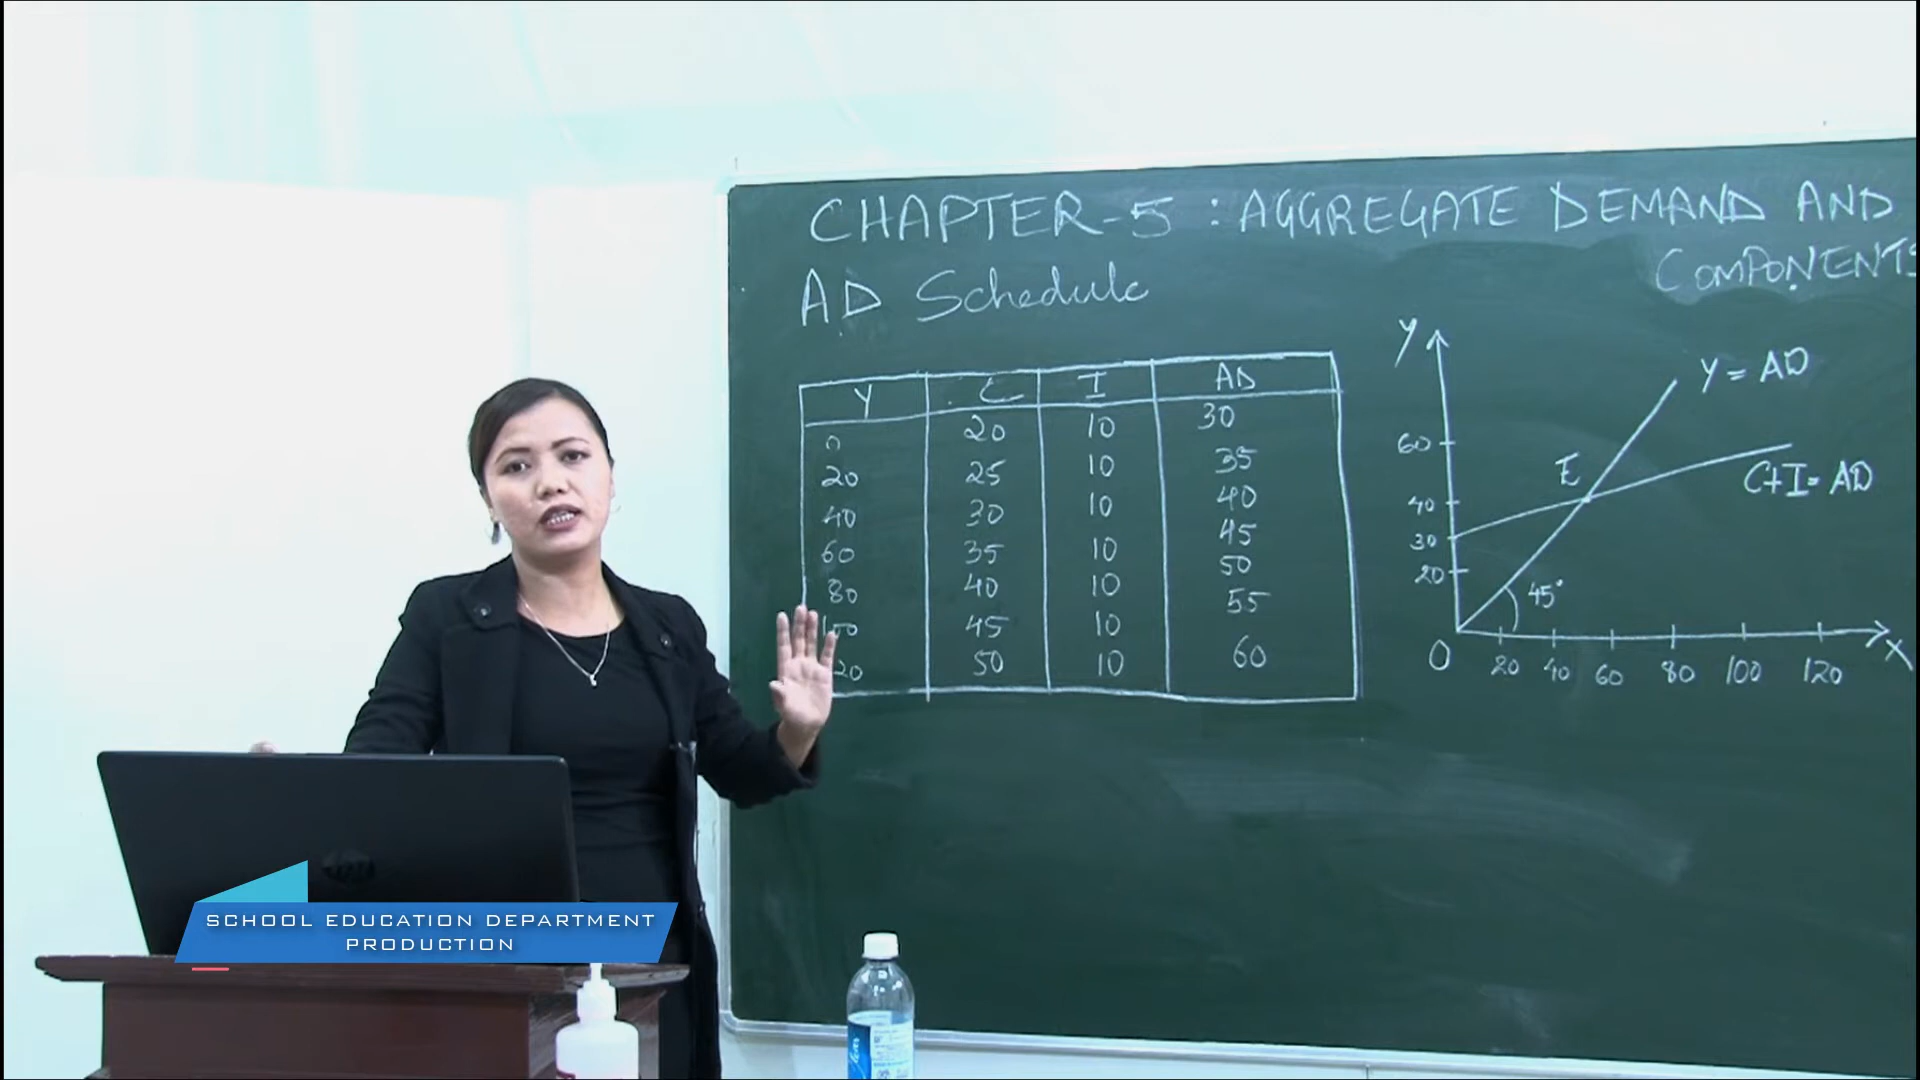 CHAPTER-5 : AGGREGATE DEMAND AND
COMPONENTS
AD Schedule
Y C I AD
0 20 10 30
20 25 10 35
40 30 10 40
60 35 10 45
80 40 10 50
100 45 10 55
20 50 10 60
Y
Y = AD
60
E
C+I= AD
40
30
20
45°
O 20 40 60 80 100 120 X
SCHOOL EDUCATION DEPARTMENT
PRODUCTION